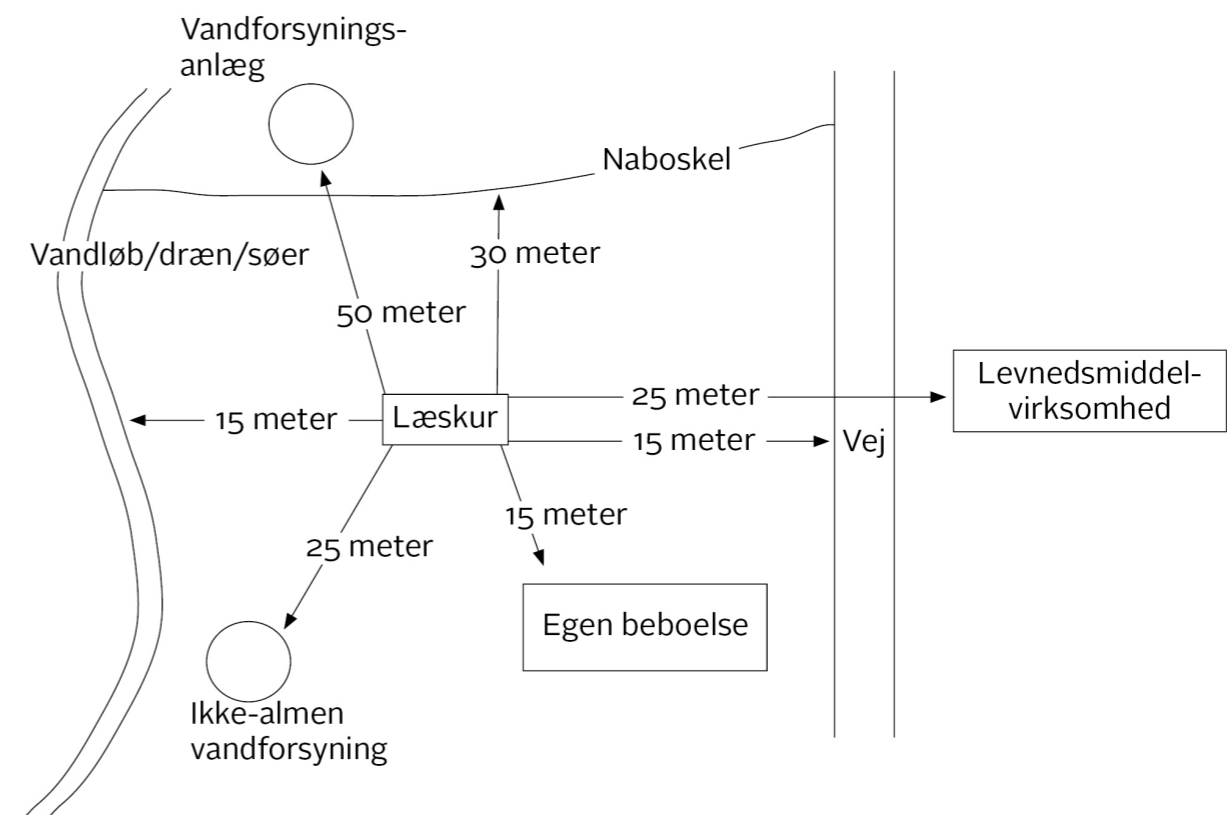 Vandforsynings-
anlæg
Naboskel
Vandløb/dræn/søer
30 meter
50 meter
Levnedsmiddel-
virksomhed
25 meter
15 meter
Læskur
15 meter
Vej
15 meter
25 meter
Egen beboelse
Ikke-almen
vandforsyning